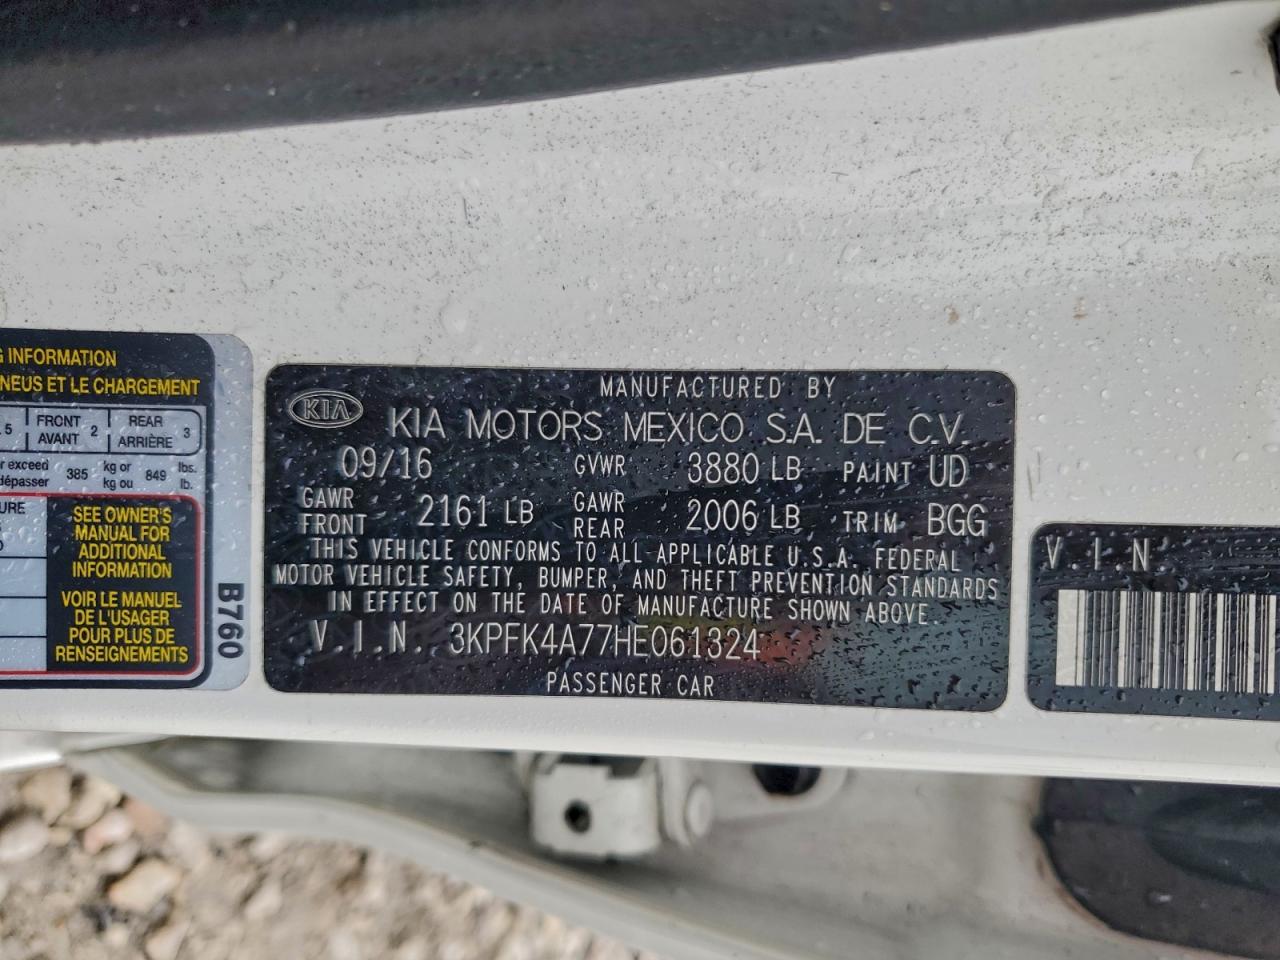 G INFORMATION
NEUS ET LE CHARGEMENT
5 FRONT AVANT 2 REAR ARRIÈRE 3
er exceed dépasser 385 kg or kg ou 849 lbs. lb.
SEE OWNER'S
MANUAL FOR
ADDITIONAL
INFORMATION
VOIR LE MANUEL
DE L'USAGER
POUR PLUS DE
RENSEIGNEMENTS
B760
MANUFACTURED BY
KIA KIA MOTORS MEXICO S.A. DE C.V.
09/16 GVWR 3880 LB PAINT UD
GAWR FRONT 2161 LB GAWR REAR 2006 LB TRIM BGG
THIS VEHICLE CONFORMS TO ALL APPLICABLE U.S.A. FEDERAL
MOTOR VEHICLE SAFETY, BUMPER, AND THEFT PREVENTION STANDARDS
IN EFFECT ON THE DATE OF MANUFACTURE SHOWN ABOVE.
V.I.N. 3KPFK4A77HE061324
PASSENGER CAR
V.I.N